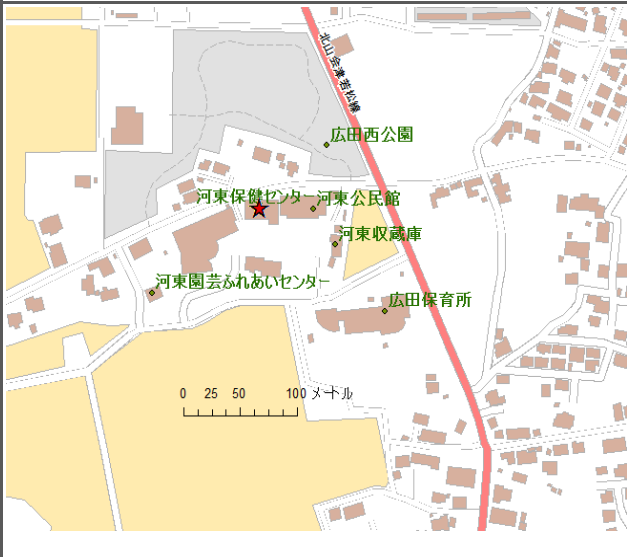 北山会津若松線
広田西公園
河東保健センター
河東公民館
河東収蔵庫
河東園芸ふれあいセンター
広田保育所
0 25 50 100 メートル